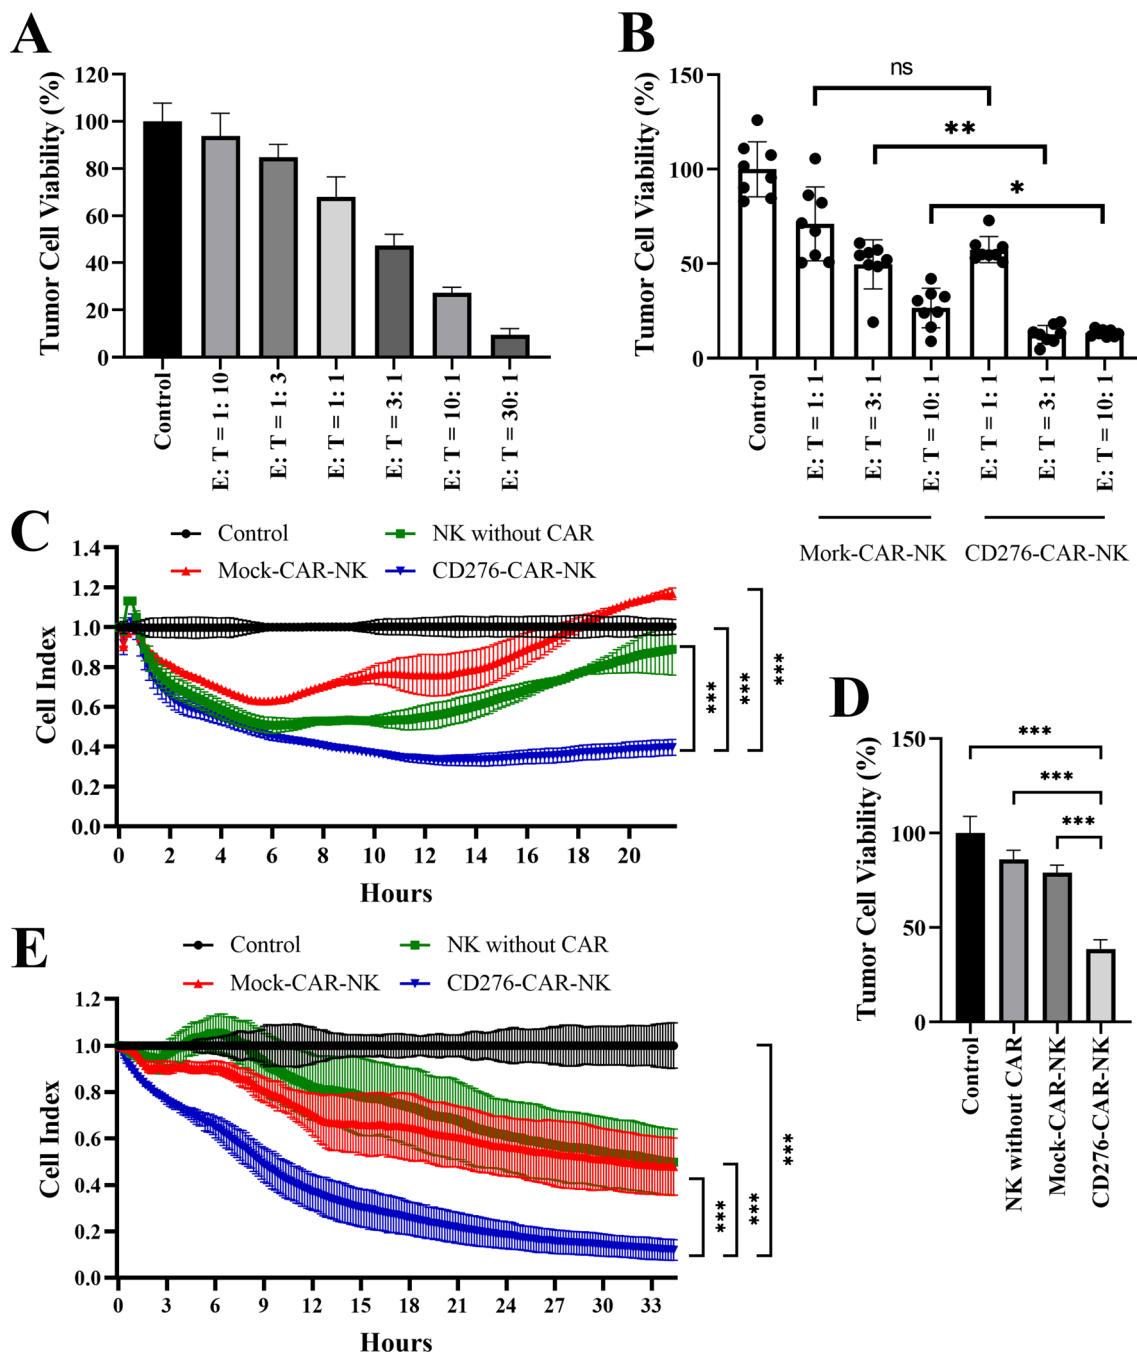 A
Tumor Cell Viability (%)
120
100
80
60
40
20
0
Control
E: T = 1: 10
E: T = 1: 3
E: T = 1: 1
E: T = 3: 1
E: T = 10: 1
E: T = 30: 1
B
Tumor Cell Viability (%)
150
100
50
0
ns
**
*
Control
E: T = 1: 1
E: T = 3: 1
E: T = 10: 1
E: T = 1: 1
E: T = 3: 1
E: T = 10: 1
Mork-CAR-NK
CD276-CAR-NK
C
Control
NK without CAR
Mock-CAR-NK
CD276-CAR-NK
Cell Index
1.4
1.2
1.0
0.8
0.6
0.4
0.2
0.0
0 2 4 6 8 10 12 14 16 18 20
Hours
***
***
***
D
Tumor Cell Viability (%)
150
100
50
0
***
***
***
Control
NK without CAR
Mock-CAR-NK
CD276-CAR-NK
E
Control
NK without CAR
Mock-CAR-NK
CD276-CAR-NK
Cell Index
1.2
1.0
0.8
0.6
0.4
0.2
0.0
0 3 6 9 12 15 18 21 24 27 30 33
Hours
***
***
***